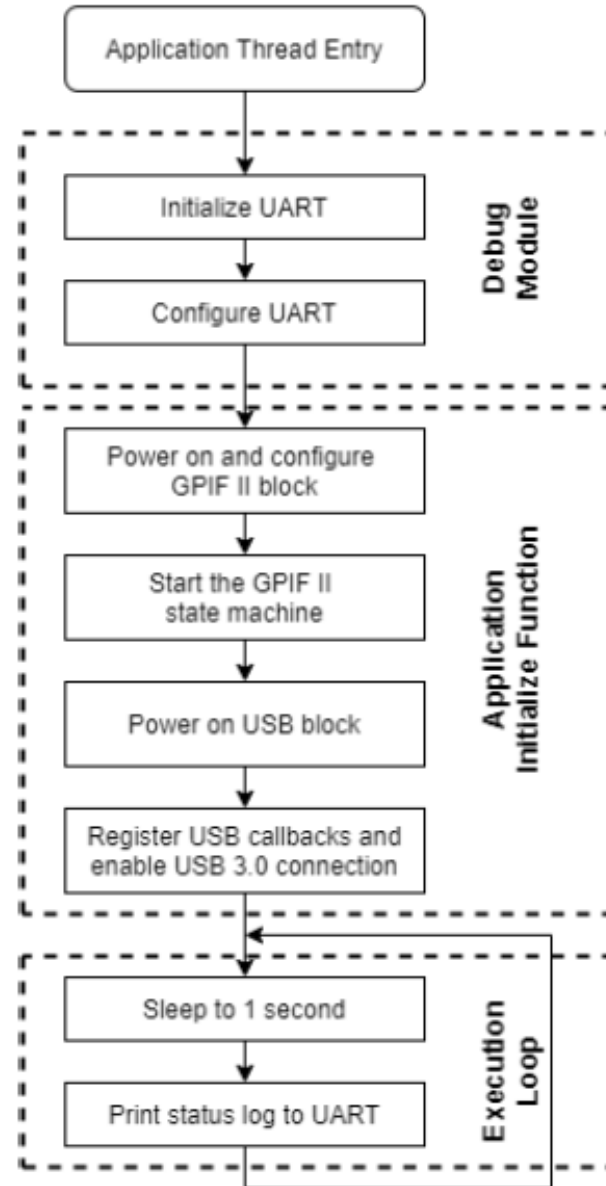 Application Thread Entry
Initialize UART
Configure UART
Debug
Module
Power on and configure
GPIF II block
Start the GPIF II
state machine
Power on USB block
Register USB callbacks and
enable USB 3.0 connection
Application
Initialize Function
Sleep to 1 second
Print status log to UART
Execution
Loop